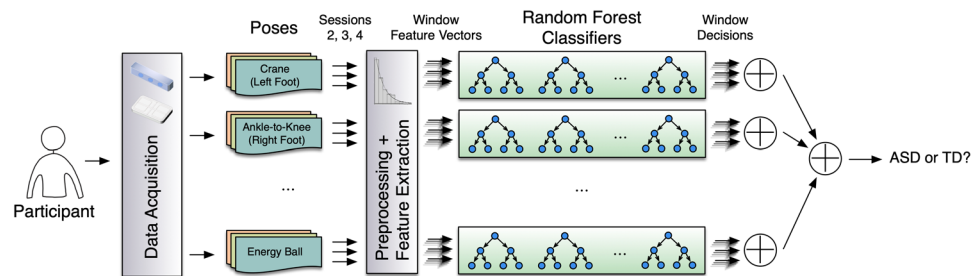 Poses
Sessions
2, 3, 4
Window
Feature Vectors
Random Forest
Classifiers
Window
Decisions
Participant
Data Acquisition
Crane
(Left Foot)
Ankle-to-Knee
(Right Foot)
...
Energy Ball
Preprocessing +
Feature Extraction
...
...
...
...
...
ASD or TD?